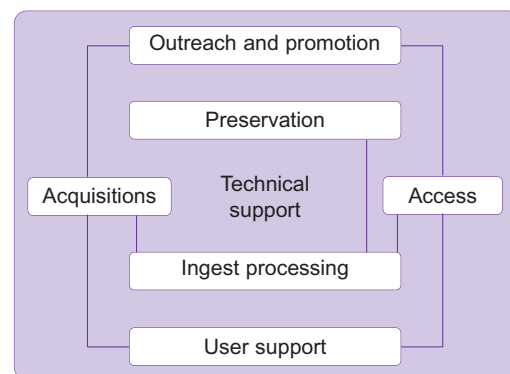 Outreach and promotion
Preservation
Acquisitions
Technical
support
Access
Ingest processing
User support